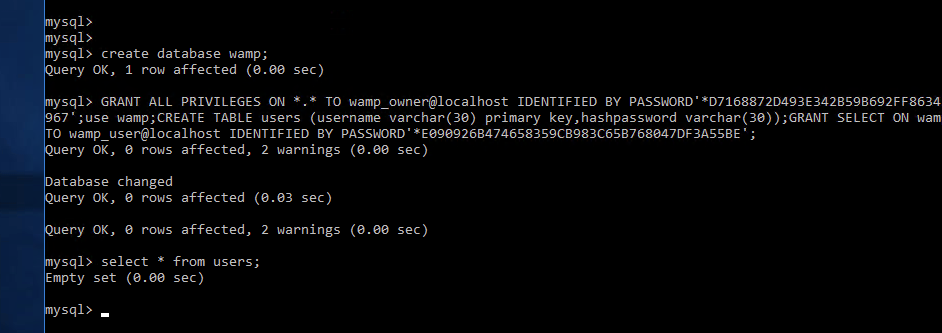 mysql>
mysql>
mysql> create database wamp;
Query OK, 1 row affected (0.00 sec)
mysql> GRANT ALL PRIVILEGES ON *.* TO wamp_owner@localhost IDENTIFIED BY PASSWORD'*D7168872D493E342B59B692FF8634
967';use wamp;CREATE TABLE users (username varchar(30) primary key,hashpassword varchar(30));GRANT SELECT ON wam
TO wamp_user@localhost IDENTIFIED BY PASSWORD'*E090926B474658359CB983C65B768047DF3A55BE';
Query OK, 0 rows affected, 2 warnings (0.00 sec)
Database changed
Query OK, 0 rows affected (0.03 sec)
Query OK, 0 rows affected, 2 warnings (0.00 sec)
mysql> select * from users;
Empty set (0.00 sec)
mysql>